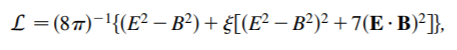 ℒ = (8π)⁻¹{(E² − B²) + ξ[(E² − B²)² + 7(𝐄 · 𝐁)²]},